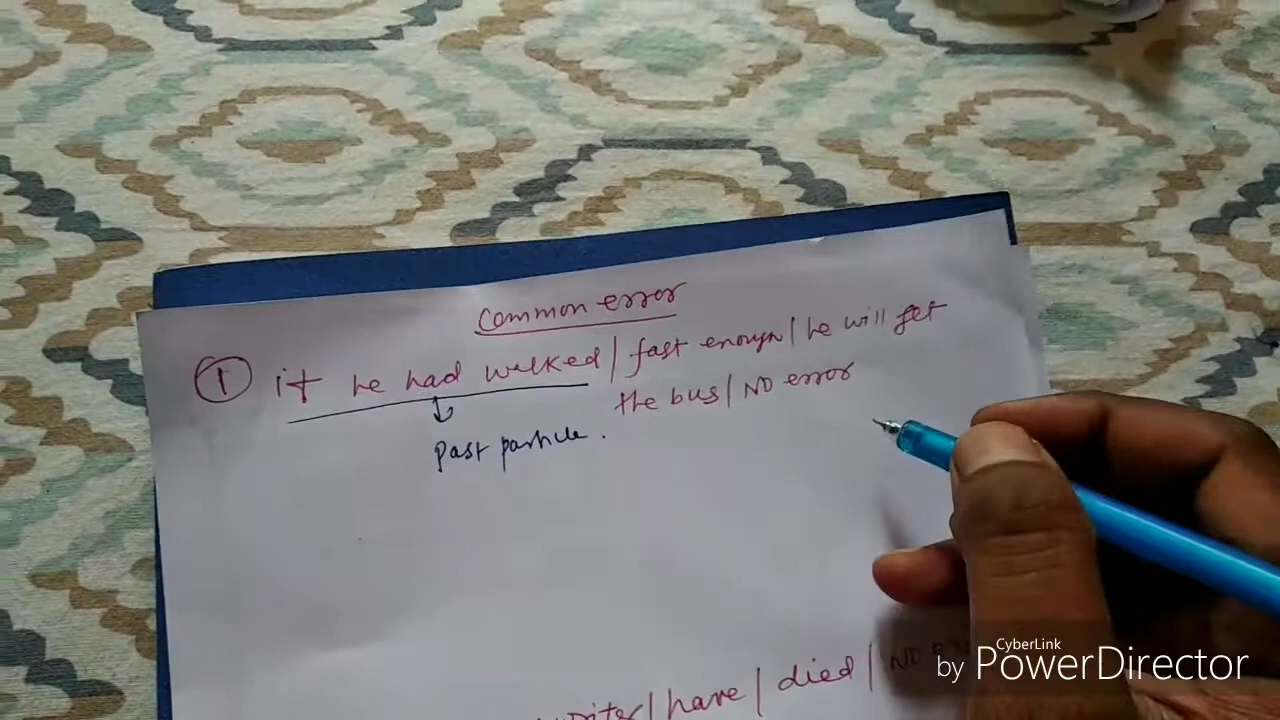 common error
① if he had walked / fast enough / he will get
the bus / NO error
Past particle.
/ have / died / NO
CyberLink
by PowerDirector